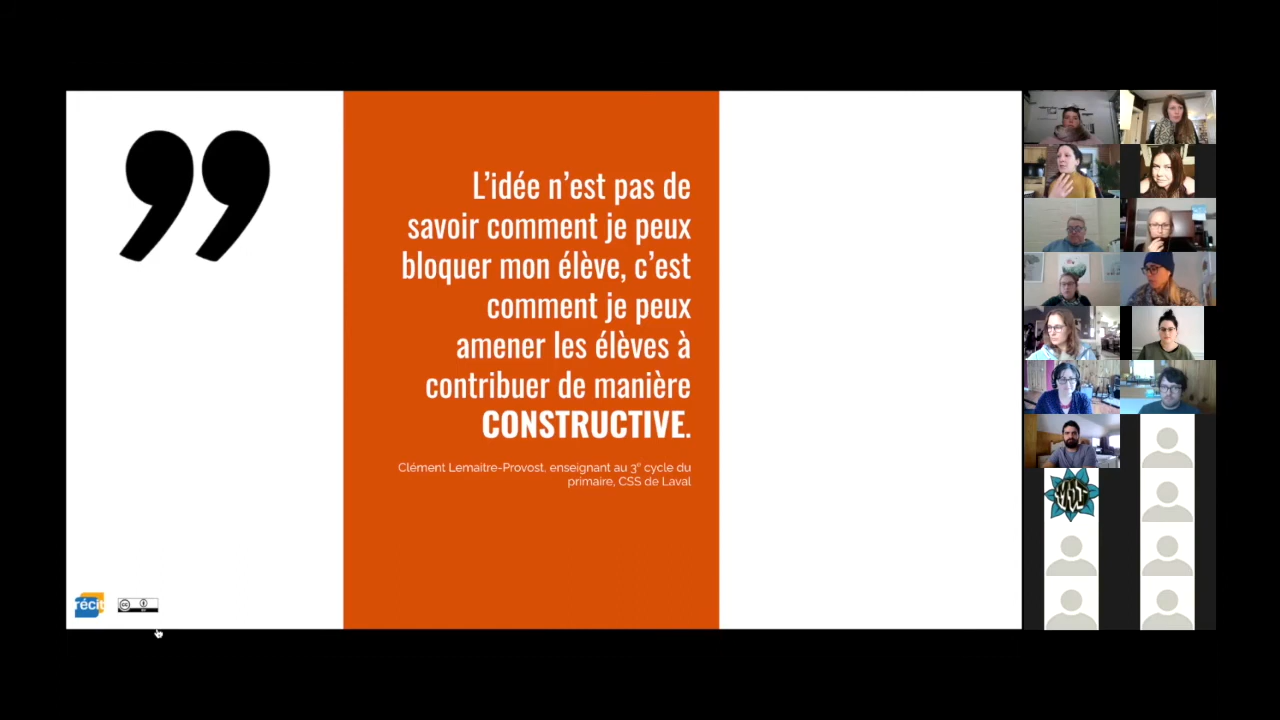 L’idée n’est pas de
savoir comment je peux
bloquer mon élève, c’est
comment je peux
amener les élèves à
contribuer de manière
CONSTRUCTIVE.
Clément Lemaitre-Provost, enseignant au 3e cycle du
primaire, CSS de Laval
récit
cc